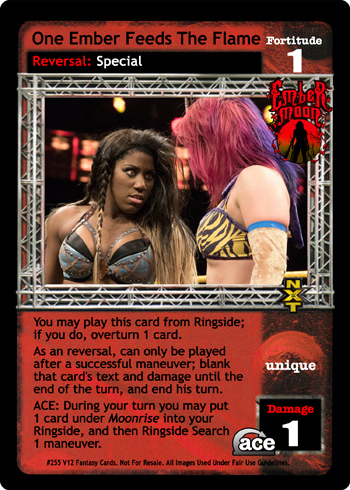 One Ember Feeds The Flame
Fortitude
1
Reversal: Special
EMBER
MOON
NXT
You may play this card from Ringside;
if you do, overturn 1 card.
As an reversal, can only be played
after a successful maneuver; blank
that card's text and damage until the
end of the turn, and end his turn.
ACE: During your turn you may put
1 card under Moonrise into your
Ringside, and then Ringside Search
1 maneuver.
unique
Damage
1
ace
#255 V12 Fantasy Cards. Not For Resale. All Images Used Under Fair Use Guidelines.